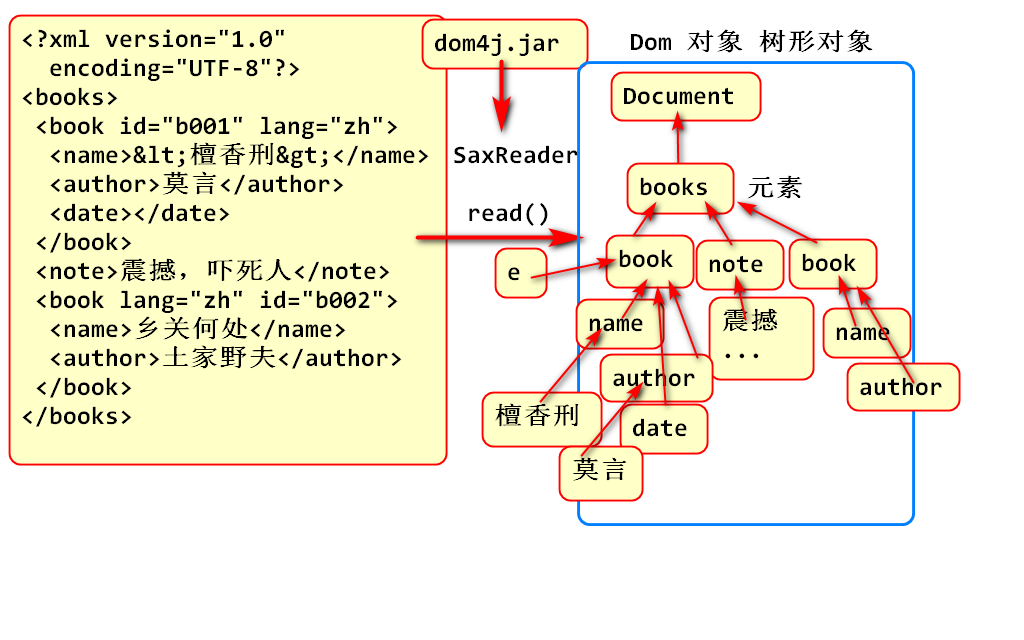 <?xml version="1.0"
encoding="UTF-8"?>
<books>
<book id="b001" lang="zh">
<name>&lt;檀香刑&gt;</name>
<author>莫言</author>
<date></date>
</book>
<note>震撼，吓死人</note>
<book lang="zh" id="b002">
<name>乡关何处</name>
<author>土家野夫</author>
</book>
</books>
dom4j.jar
SaxReader
read()
Dom 对象 树形对象
Document
books 元素
e
book
note
book
name
震撼
...
name
author
author
檀香刑
date
莫言